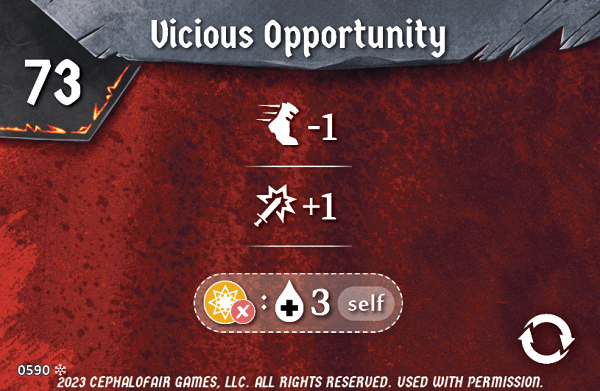 Vicious Opportunity
73
-1
+1
: 3 self
0590
2023 CEPHALOFAIR GAMES, LLC. ALL RIGHTS RESERVED. USED WITH PERMISSION.